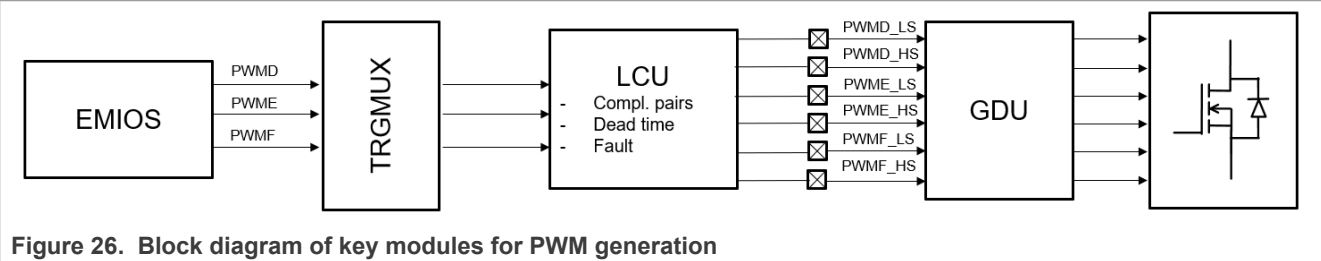 EMIOS
PWMD
PWME
PWMF
TRGMUX
LCU
- Compl. pairs
- Dead time
- Fault
PWMD_LS
PWMD_HS
PWME_LS
PWME_HS
PWMF_LS
PWMF_HS
GDU
Figure 26. Block diagram of key modules for PWM generation